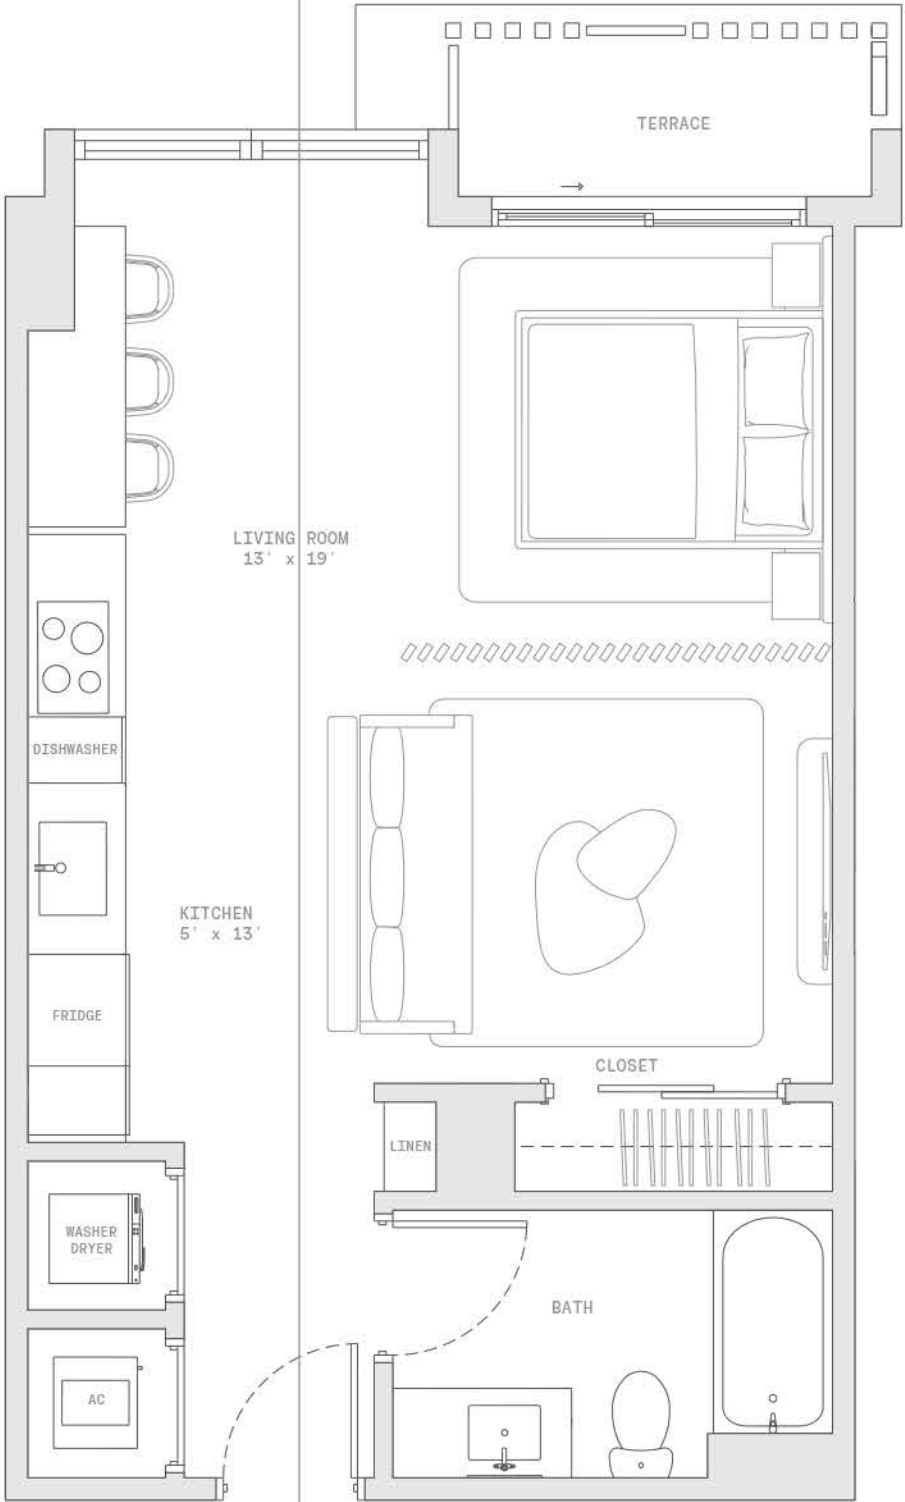 TERRACE
LIVING ROOM
13' x 19'
DISHWASHER
KITCHEN
5' x 13'
FRIDGE
CLOSET
LINEN
WASHER
DRYER
BATH
AC